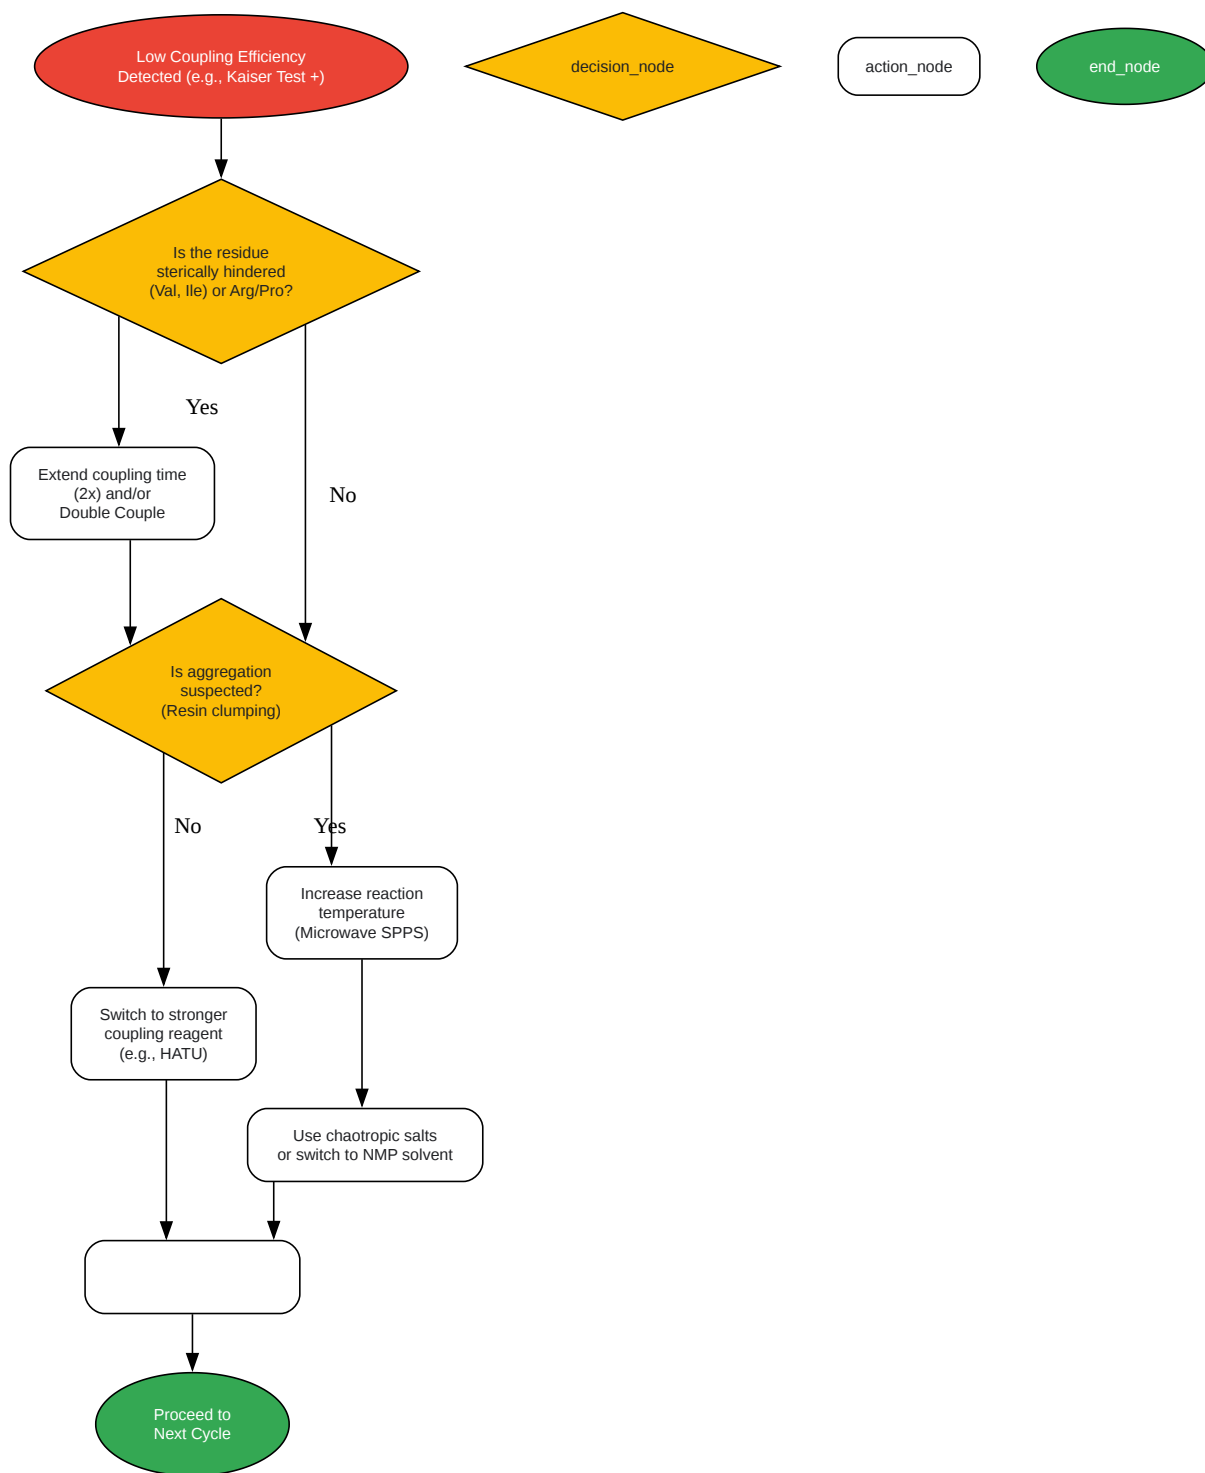 Low Coupling Efficiency
Detected (e.g., Kaiser Test +)
decision_node
action_node
end_node
Is the residue
sterically hindered
(Val, Ile) or Arg/Pro?
Yes
Extend coupling time
(2x) and/or
Double Couple
No
Is aggregation
suspected?
(Resin clumping)
No
Yes
Increase reaction
temperature
(Microwave SPPS)
Switch to stronger
coupling reagent
(e.g., HATU)
Use chaotropic salts
or switch to NMP solvent
Proceed to
Next Cycle